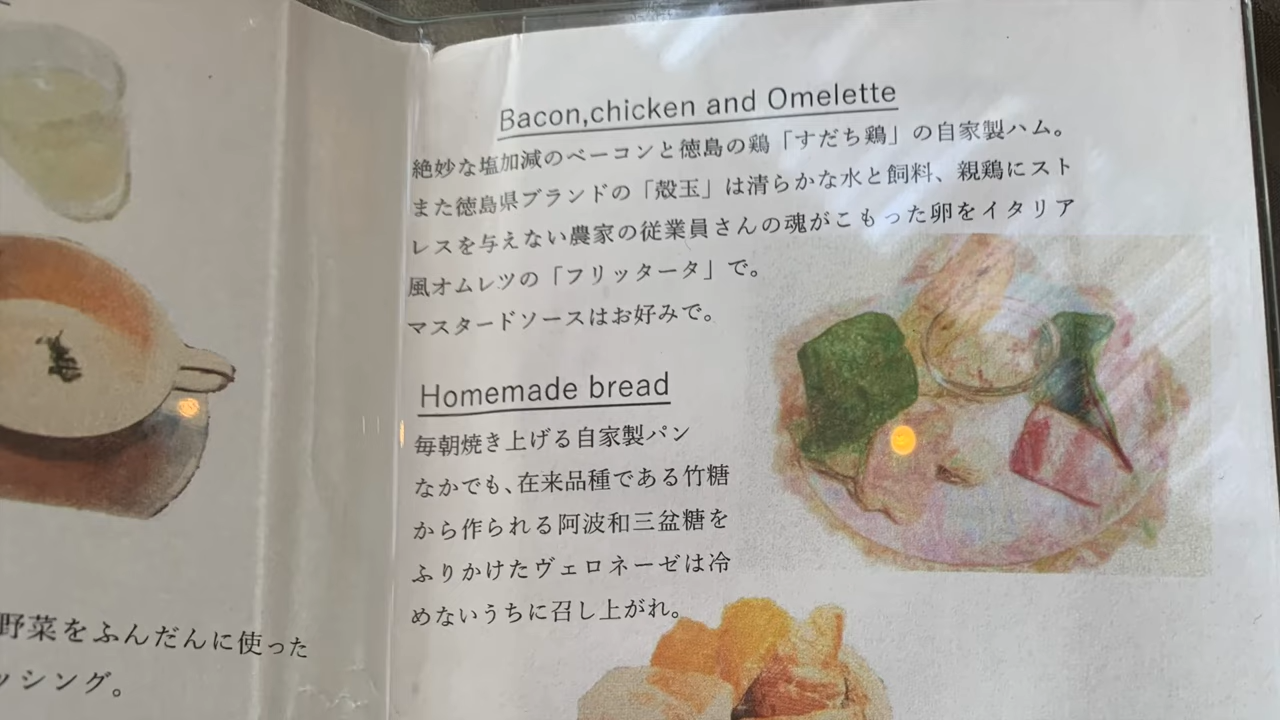 Bacon,chicken and Omelette
絶妙な塩加減のベーコンと徳島の鶏「すだち鶏」の自家製ハム。
また徳島県ブランドの「殻玉」は清らかな水と飼料、親鶏にスト
レスを与えない農家の従業員さんの魂がこもった卵をイタリア
風オムレツの「フリッタータ」で。
マスタードソースはお好みで。
Homemade bread
毎朝焼き上げる自家製パン
なかでも、在来品種である竹糖
から作られる阿波和三盆糖を
ふりかけたヴェロネーゼは冷
めないうちに召し上がれ。
野菜をふんだんに使った
ッシング。